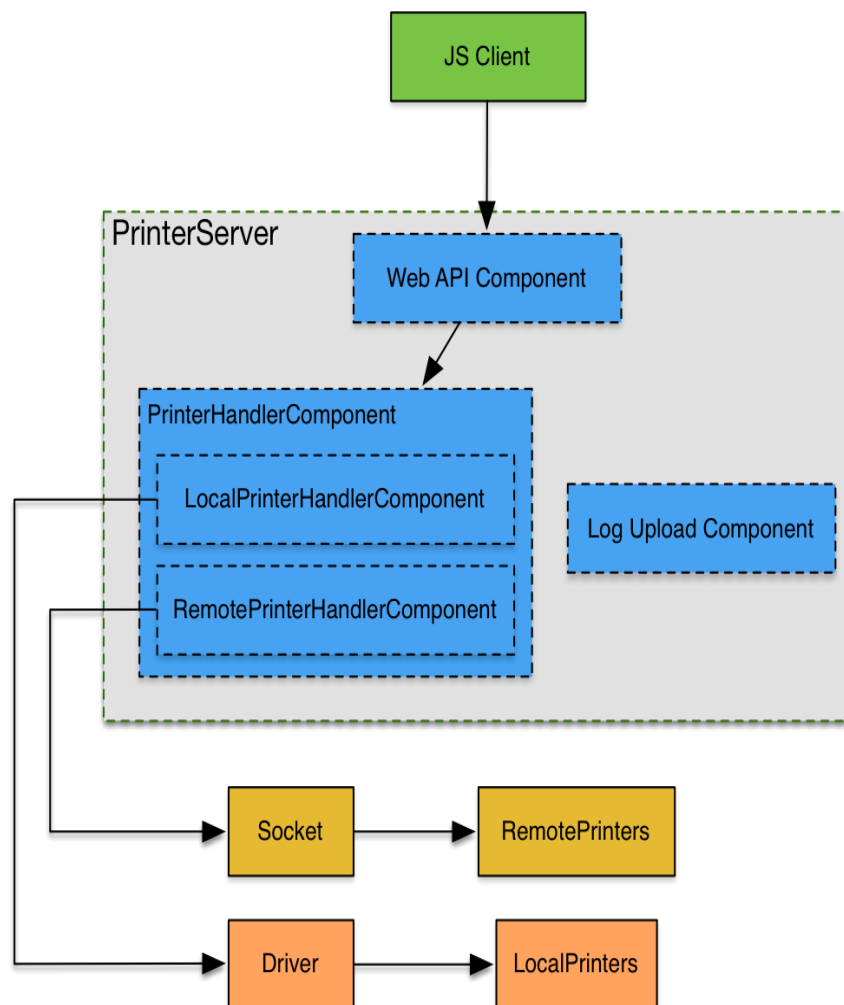 JS Client
PrinterServer
Web API Component
PrinterHandlerComponent
LocalPrinterHandlerComponent
Log Upload Component
RemotePrinterHandlerComponent
Socket
RemotePrinters
Driver
LocalPrinters